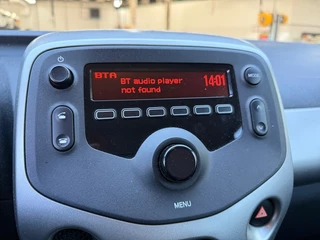 BTA
BT audio player
14:01
not found
MENU